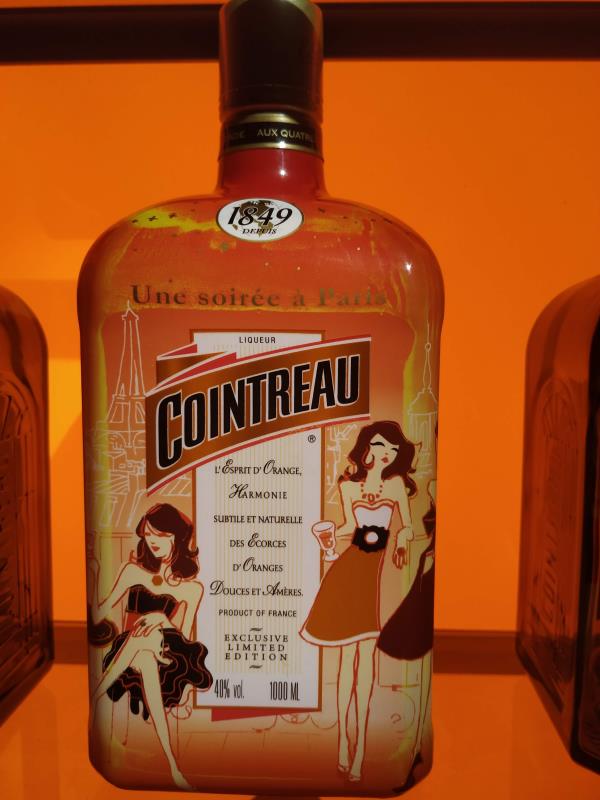 AUX QUATRE
1849
DEPUIS
Une soirée à Paris
LIQUEUR
COINTREAU
®
L'Esprit d'Orange,
Harmonie
SUBTILE ET NATURELLE
DES Ecorces
D'Oranges
Douces et Amères.
PRODUCT OF FRANCE
EXCLUSIVE
LIMITED
EDITION
40% vol. 1000 ML